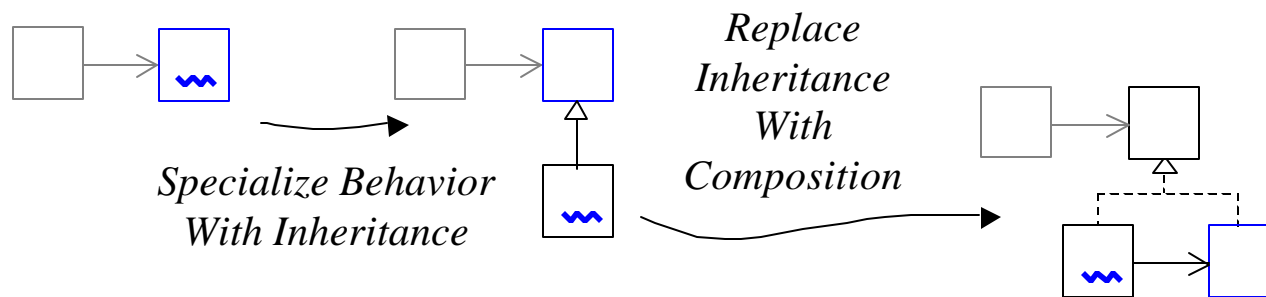 Specialize Behavior
With Inheritance
Replace
Inheritance
With
Composition